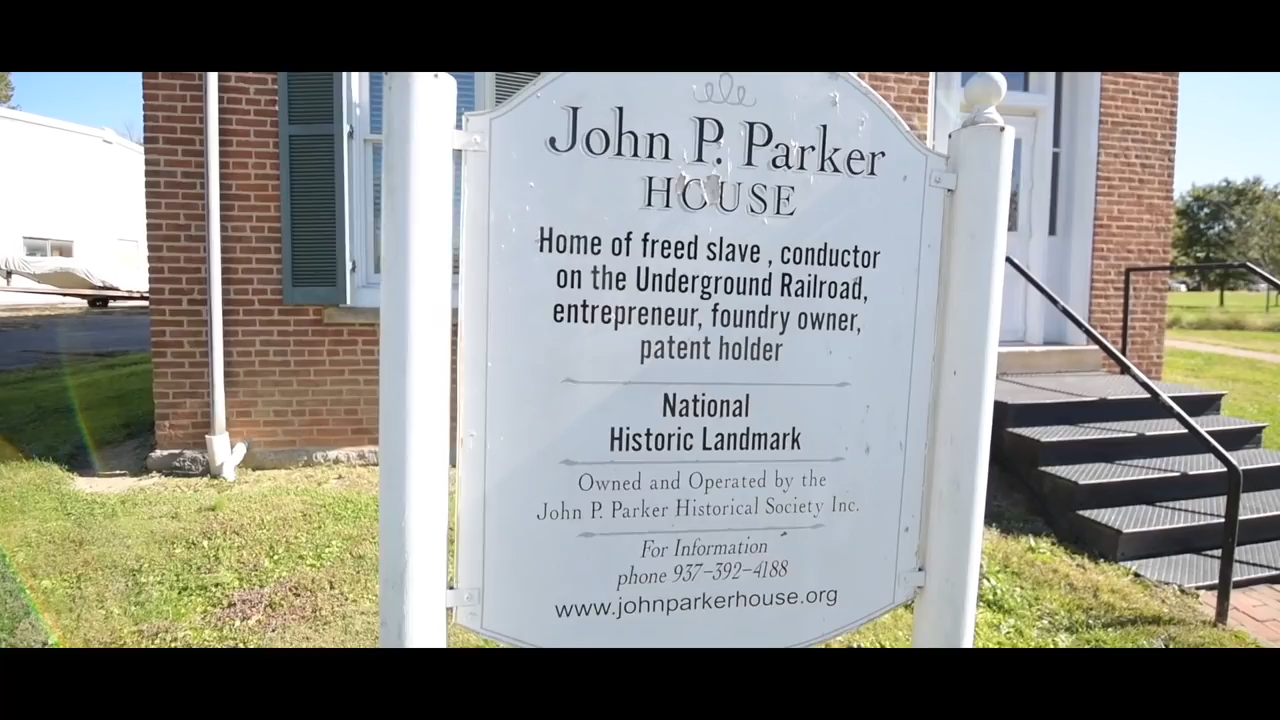 John P. Parker
HOUSE
Home of freed slave , conductor
on the Underground Railroad,
entrepreneur, foundry owner,
patent holder
National
Historic Landmark
Owned and Operated by the
John P. Parker Historical Society Inc.
For Information
phone 937-392-4188
www.johnparkerhouse.org